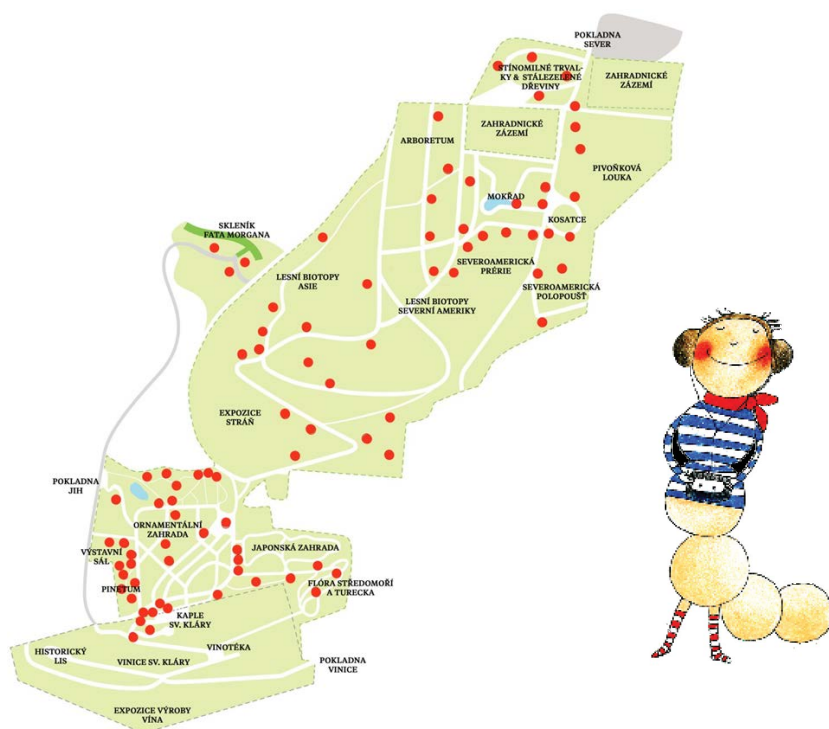 POKLADNA
SEVER
STÍNOMILNÉ TRVAL-
KY & STÁLEZELENÉ
DŘEVINY
ZAHRADNICKÉ
ZÁZEMÍ
ARBORETUM
ZAHRADNICKÉ
ZÁZEMÍ
PIVOŇKOVÁ
LOUKA
MOKŘAD
KOSATCE
SKLENÍK
FATA MORGANA
LESNÍ BIOTOPY
ASIE
SEVEROAMERICKÁ
PRÉRIE
SEVEROAMERICKÁ
POLOPOUŠŤ
LESNÍ BIOTOPY
SEVERNÍ AMERIKY
EXPOZICE
STRÁŇ
POKLADNA
JIH
ORNAMENTÁLNÍ
ZAHRADA
VÝSTAVNÍ
SÁL
JAPONSKÁ ZAHRADA
PINETUM
FLÓRA STŘEDOMOŘÍ
A TURECKA
KAPLE
SV. KLÁRY
HISTORICKÝ
LIS
VINICE SV. KLÁRY
VINOTÉKA
POKLADNA
VINICE
EXPOZICE VÝROBY
VÍNA